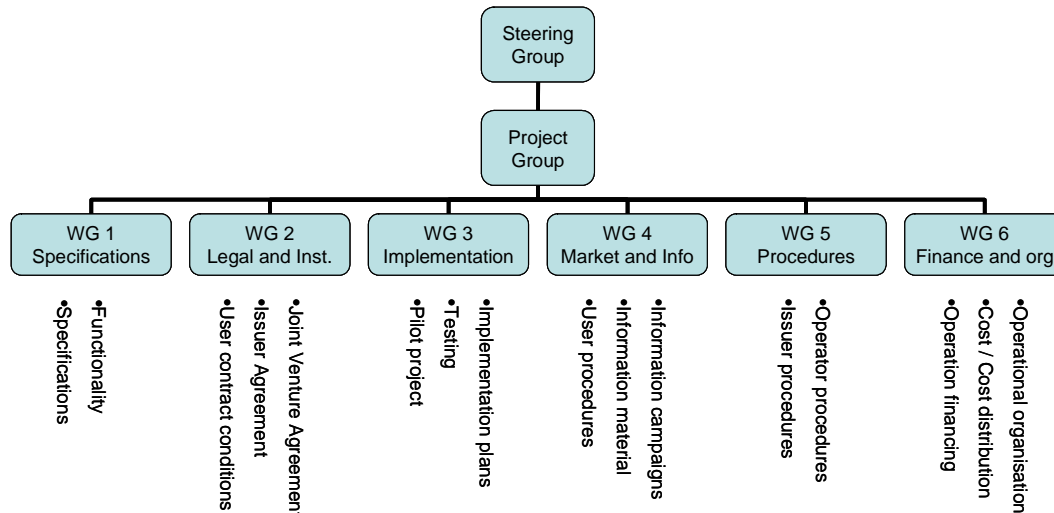 Steering
Group
Project
Group
WG 1
Specifications
WG 2
Legal and Inst.
WG 3
Implementation
WG 4
Market and Info
WG 5
Procedures
WG 6
Finance and org
•Functionality
•Specifications
•Joint Venture Agreement
•Issuer Agreement
•User contract conditions
•Implementation plans
•Testing
•Pilot project
•Information campaigns
•Information material
•User procedures
•Operator procedures
•Issuer procedures
•Operational organisation
•Cost / Cost distribution
•Operation financing